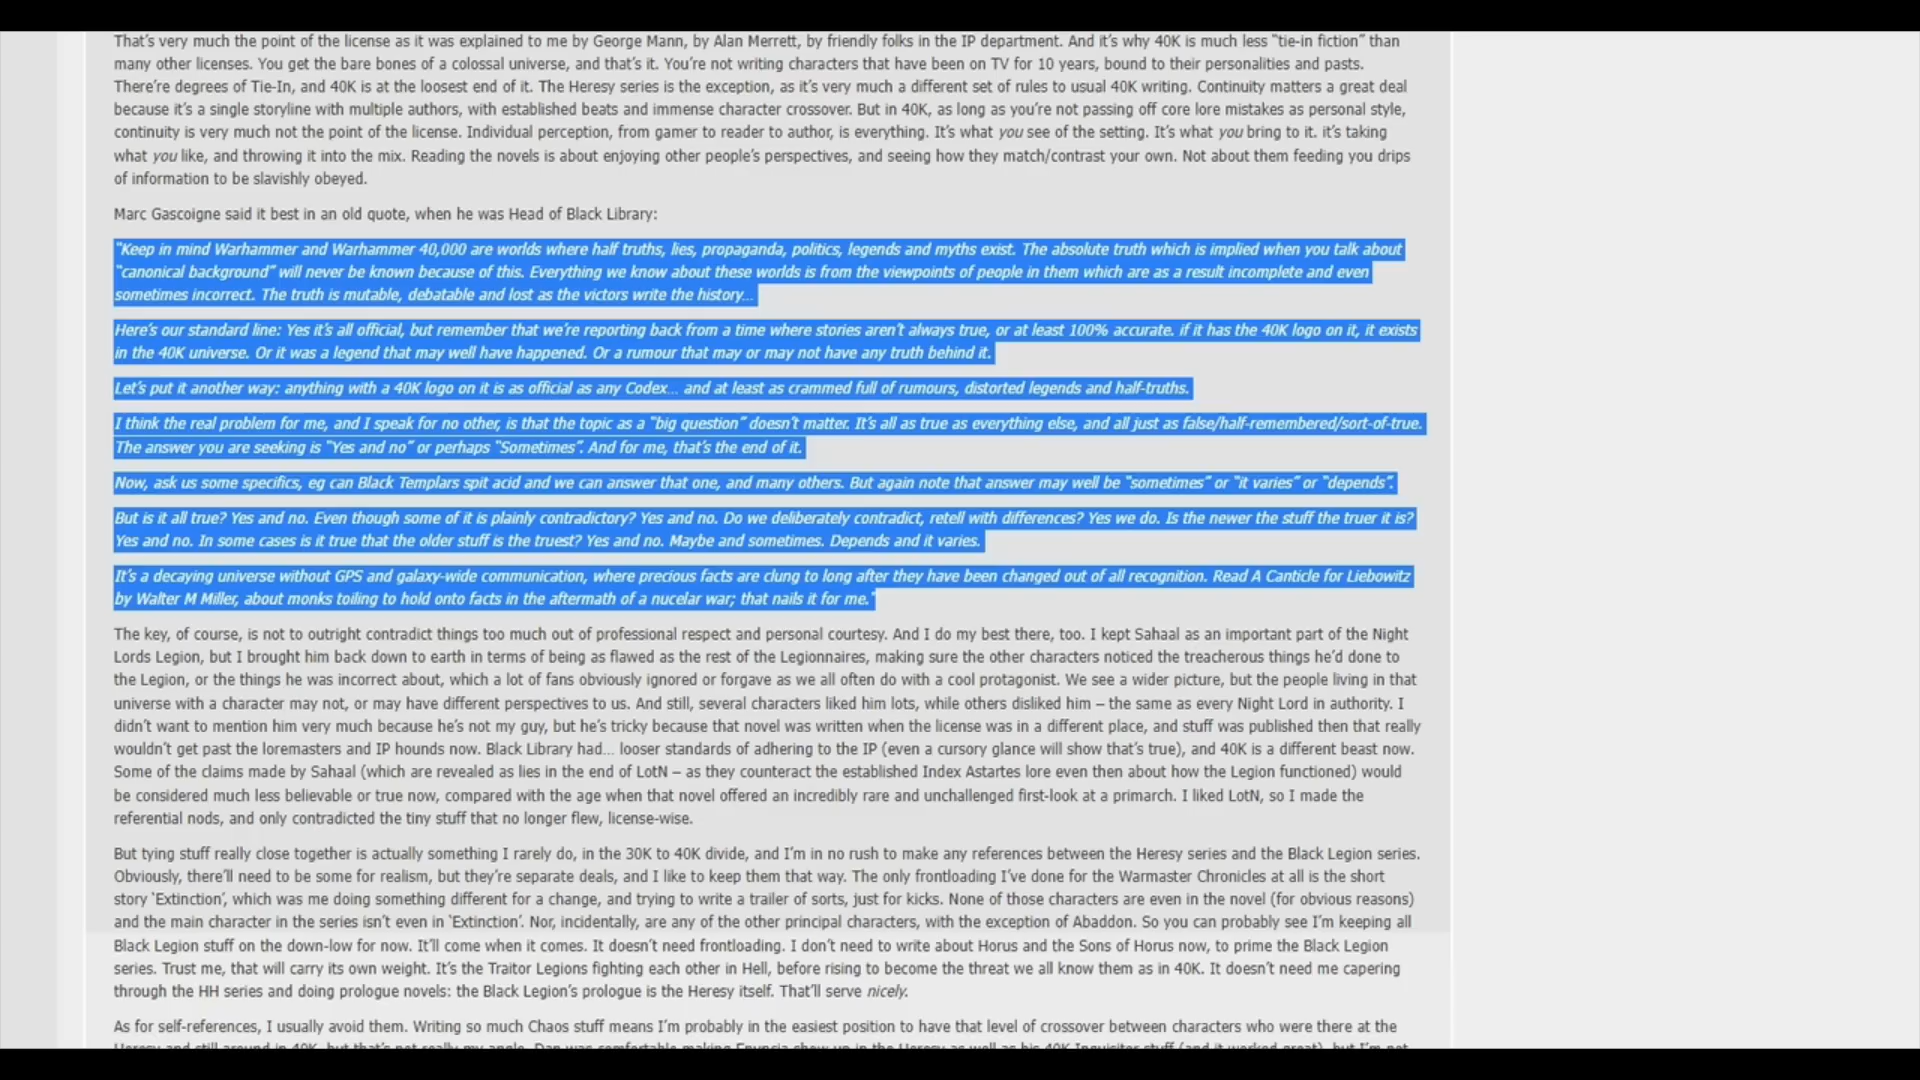 That's very much the point of the license as it was explained to me by George Mann, by Alan Merrett, by friendly folks in the IP department. And it's why 40K is much less "tie-in fiction" than
many other licenses. You get the bare bones of a colossal universe, and that's it. You're not writing characters that have been on TV for 10 years, bound to their personalities and pasts.
There're degrees of Tie-In, and 40K is at the loosest end of it. The Heresy series is the exception, as it's very much a different set of rules to usual 40K writing. Continuity matters a great deal
because it's a single storyline with multiple authors, with established beats and immense character crossover. But in 40K, as long as you're not passing off core lore mistakes as personal style,
continuity is very much not the point of the license. Individual perception, from gamer to reader to author, is everything. It's what you see of the setting. It's what you bring to it. it's taking
what you like, and throwing it into the mix. Reading the novels is about enjoying other people's perspectives, and seeing how they match/contrast your own. Not about them feeding you drips
of information to be slavishly obeyed.
Marc Gascoigne said it best in an old quote, when he was Head of Black Library:
"Keep in mind Warhammer and Warhammer 40,000 are worlds where half truths, lies, propaganda, politics, legends and myths exist. The absolute truth which is implied when you talk about
"canonical background" will never be known because of this. Everything we know about these worlds is from the viewpoints of people in them which are as a result incomplete and even
sometimes incorrect. The truth is mutable, debatable and lost as the victors write the history…
Here's our standard line: Yes it's all official, but remember that we're reporting back from a time where stories aren't always true, or at least 100% accurate. if it has the 40K logo on it, it exists
in the 40K universe. Or it was a legend that may well have happened. Or a rumour that may or may not have any truth behind it.
Let's put it another way: anything with a 40K logo on it is as official as any Codex… and at least as crammed full of rumours, distorted legends and half-truths.
I think the real problem for me, and I speak for no other, is that the topic as a "big question" doesn't matter. It's all as true as everything else, and all just as false/half-remembered/sort-of-true.
The answer you are seeking is "Yes and no" or perhaps "Sometimes". And for me, that's the end of it.
Now, ask us some specifics, eg can Black Templars spit acid and we can answer that one, and many others. But again note that answer may well be "sometimes" or "it varies" or "depends".
But is it all true? Yes and no. Even though some of it is plainly contradictory? Yes and no. Do we deliberately contradict, retell with differences? Yes we do. Is the newer the stuff the truer it is?
Yes and no. In some cases is it true that the older stuff is the truest? Yes and no. Maybe and sometimes. Depends and it varies.
It's a decaying universe without GPS and galaxy-wide communication, where precious facts are clung to long after they have been changed out of all recognition. Read A Canticle for Liebowitz
by Walter M Miller, about monks toiling to hold onto facts in the aftermath of a nucelar war; that nails it for me."
The key, of course, is not to outright contradict things too much out of professional respect and personal courtesy. And I do my best there, too. I kept Sahaal as an important part of the Night
Lords Legion, but I brought him back down to earth in terms of being as flawed as the rest of the Legionnaires, making sure the other characters noticed the treacherous things he'd done to
the Legion, or the things he was incorrect about, which a lot of fans obviously ignored or forgave as we all often do with a cool protagonist. We see a wider picture, but the people living in that
universe with a character may not, or may have different perspectives to us. And still, several characters liked him lots, while others disliked him – the same as every Night Lord in authority. I
didn't want to mention him very much because he's not my guy, but he's tricky because that novel was written when the license was in a different place, and stuff was published then that really
wouldn't get past the loremasters and IP hounds now. Black Library had… looser standards of adhering to the IP (even a cursory glance will show that's true), and 40K is a different beast now.
Some of the claims made by Sahaal (which are revealed as lies in the end of LotN – as they counteract the established Index Astartes lore even then about how the Legion functioned) would
be considered much less believable or true now, compared with the age when that novel offered an incredibly rare and unchallenged first-look at a primarch. I liked LotN, so I made the
referential nods, and only contradicted the tiny stuff that no longer flew, license-wise.
But tying stuff really close together is actually something I rarely do, in the 30K to 40K divide, and I'm in no rush to make any references between the Heresy series and the Black Legion series.
Obviously, there'll need to be some for realism, but they're separate deals, and I like to keep them that way. The only frontloading I've done for the Warmaster Chronicles at all is the short
story 'Extinction', which was me doing something different for a change, and trying to write a trailer of sorts, just for kicks. None of those characters are even in the novel (for obvious reasons)
and the main character in the series isn't even in 'Extinction'. Nor, incidentally, are any of the other principal characters, with the exception of Abaddon. So you can probably see I'm keeping all
Black Legion stuff on the down-low for now. It'll come when it comes. It doesn't need frontloading. I don't need to write about Horus and the Sons of Horus now, to prime the Black Legion
series. Trust me, that will carry its own weight. It's the Traitor Legions fighting each other in Hell, before rising to become the threat we all know them as in 40K. It doesn't need me capering
through the HH series and doing prologue novels: the Black Legion's prologue is the Heresy itself. That'll serve nicely.
As for self-references, I usually avoid them. Writing so much Chaos stuff means I'm probably in the easiest position to have that level of crossover between characters who were there at the
Heresy and still around in 40K, but that's not really my angle. Dan was comfortable making Enuncia show up in the Heresy as well as his 40K Inquisitor stuff (and it worked great), but I'm not